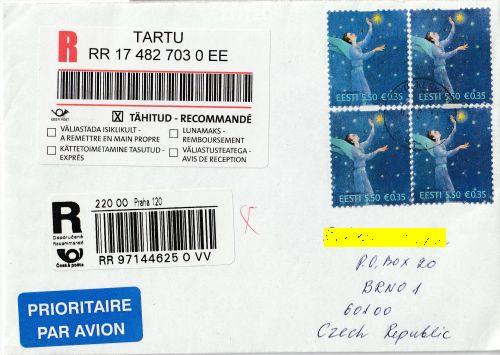 R
TARTU
RR 17 482 703 0 EE
EESTI POST
X TÄHITUD - RECOMMANDÉ
VÄLJASTADA ISIKLIKULT -
A REMETTRE EN MAIN PROPRE
LUNAMAKS -
REMBOURSEMENT
KÄTTETOIMETAMINE TASUTUD -
EXPRÉS
VÄLJASTUSTEATEGA -
AVIS DE RECEPTION
EESTI 5.50 €0.35
EESTI 5.50 €0.35
EESTI 5.50 €0.35
EESTI 5.50 €0.35
R
Doporučeně
Recommandé
Česká pošta
220 00 Praha 120
RR 97144625 0 VV
PRIORITAIRE
PAR AVION
P.O. BOX 20
BRNO 1
60100
Czech Republic